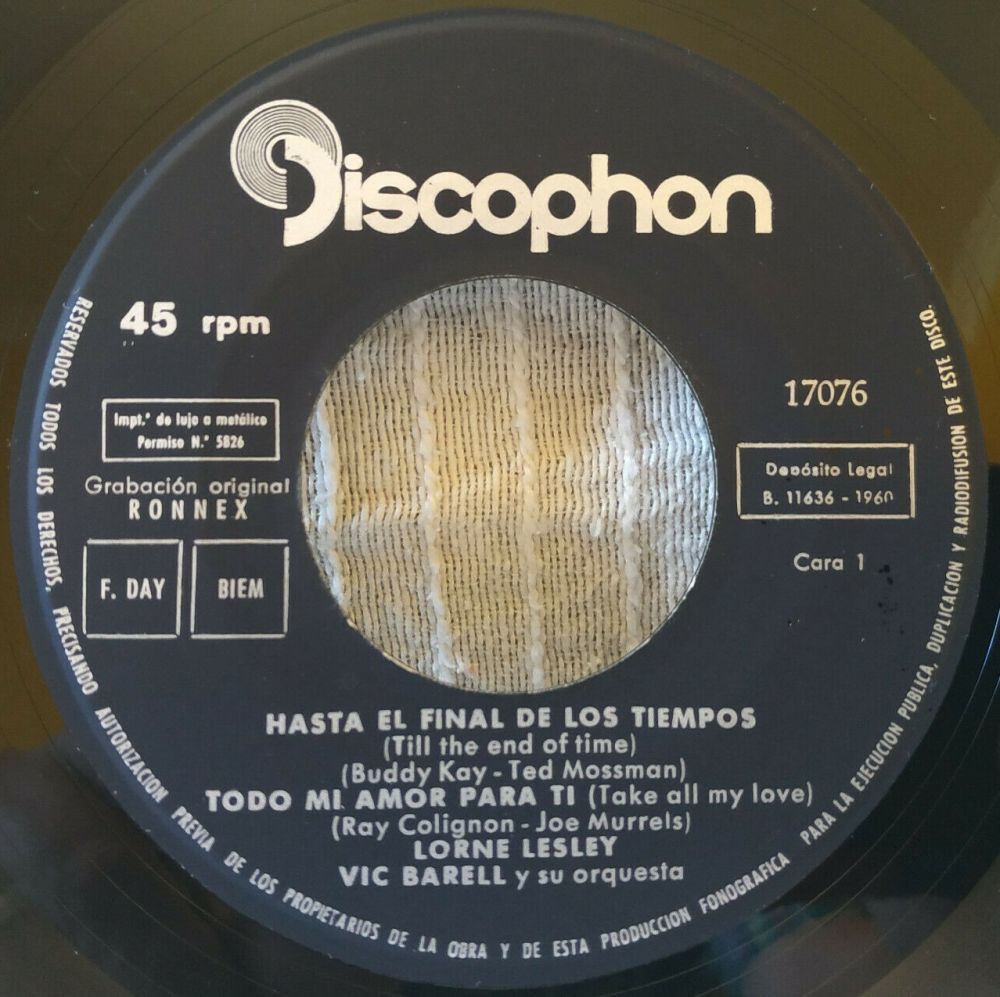 Discophon
45 rpm
17076
Impt.º de lujo a metálico
Permiso N.º 5826
Depósito Legal
B. 11636 - 1960
Grabación original
RONNEX
F. DAY
BIEM
Cara 1
HASTA EL FINAL DE LOS TIEMPOS
(Till the end of time)
(Buddy Kay - Ted Mossman)
TODO MI AMOR PARA TI (Take all my love)
(Ray Colignon - Joe Murrels)
LORNE LESLEY
VIC BARELL y su orquesta
RESERVADOS TODOS LOS DERECHOS, PRECISANDO AUTORIZACION PREVIA DE LOS PROPIETARIOS DE LA OBRA Y DE ESTA PRODUCCION FONOGRAFICA PARA LA EJECUCION PUBLICA, DUPLICACION Y RADIODIFUSION DE ESTE DISCO.